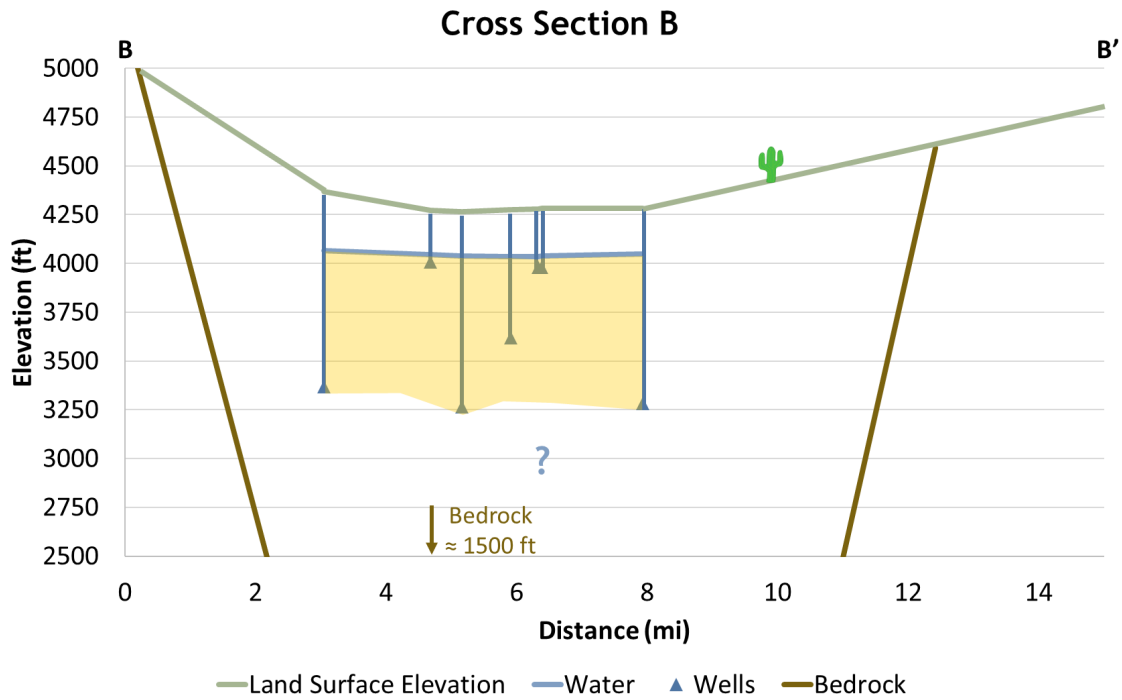 Cross Section B
B
B’
5000
4750
4500
4250
4000
3750
3500
3250
3000
2750
2500
Elevation (ft)
?
Bedrock
≈ 1500 ft
0 2 4 6 8 10 12 14
Distance (mi)
Land Surface Elevation Water Wells Bedrock